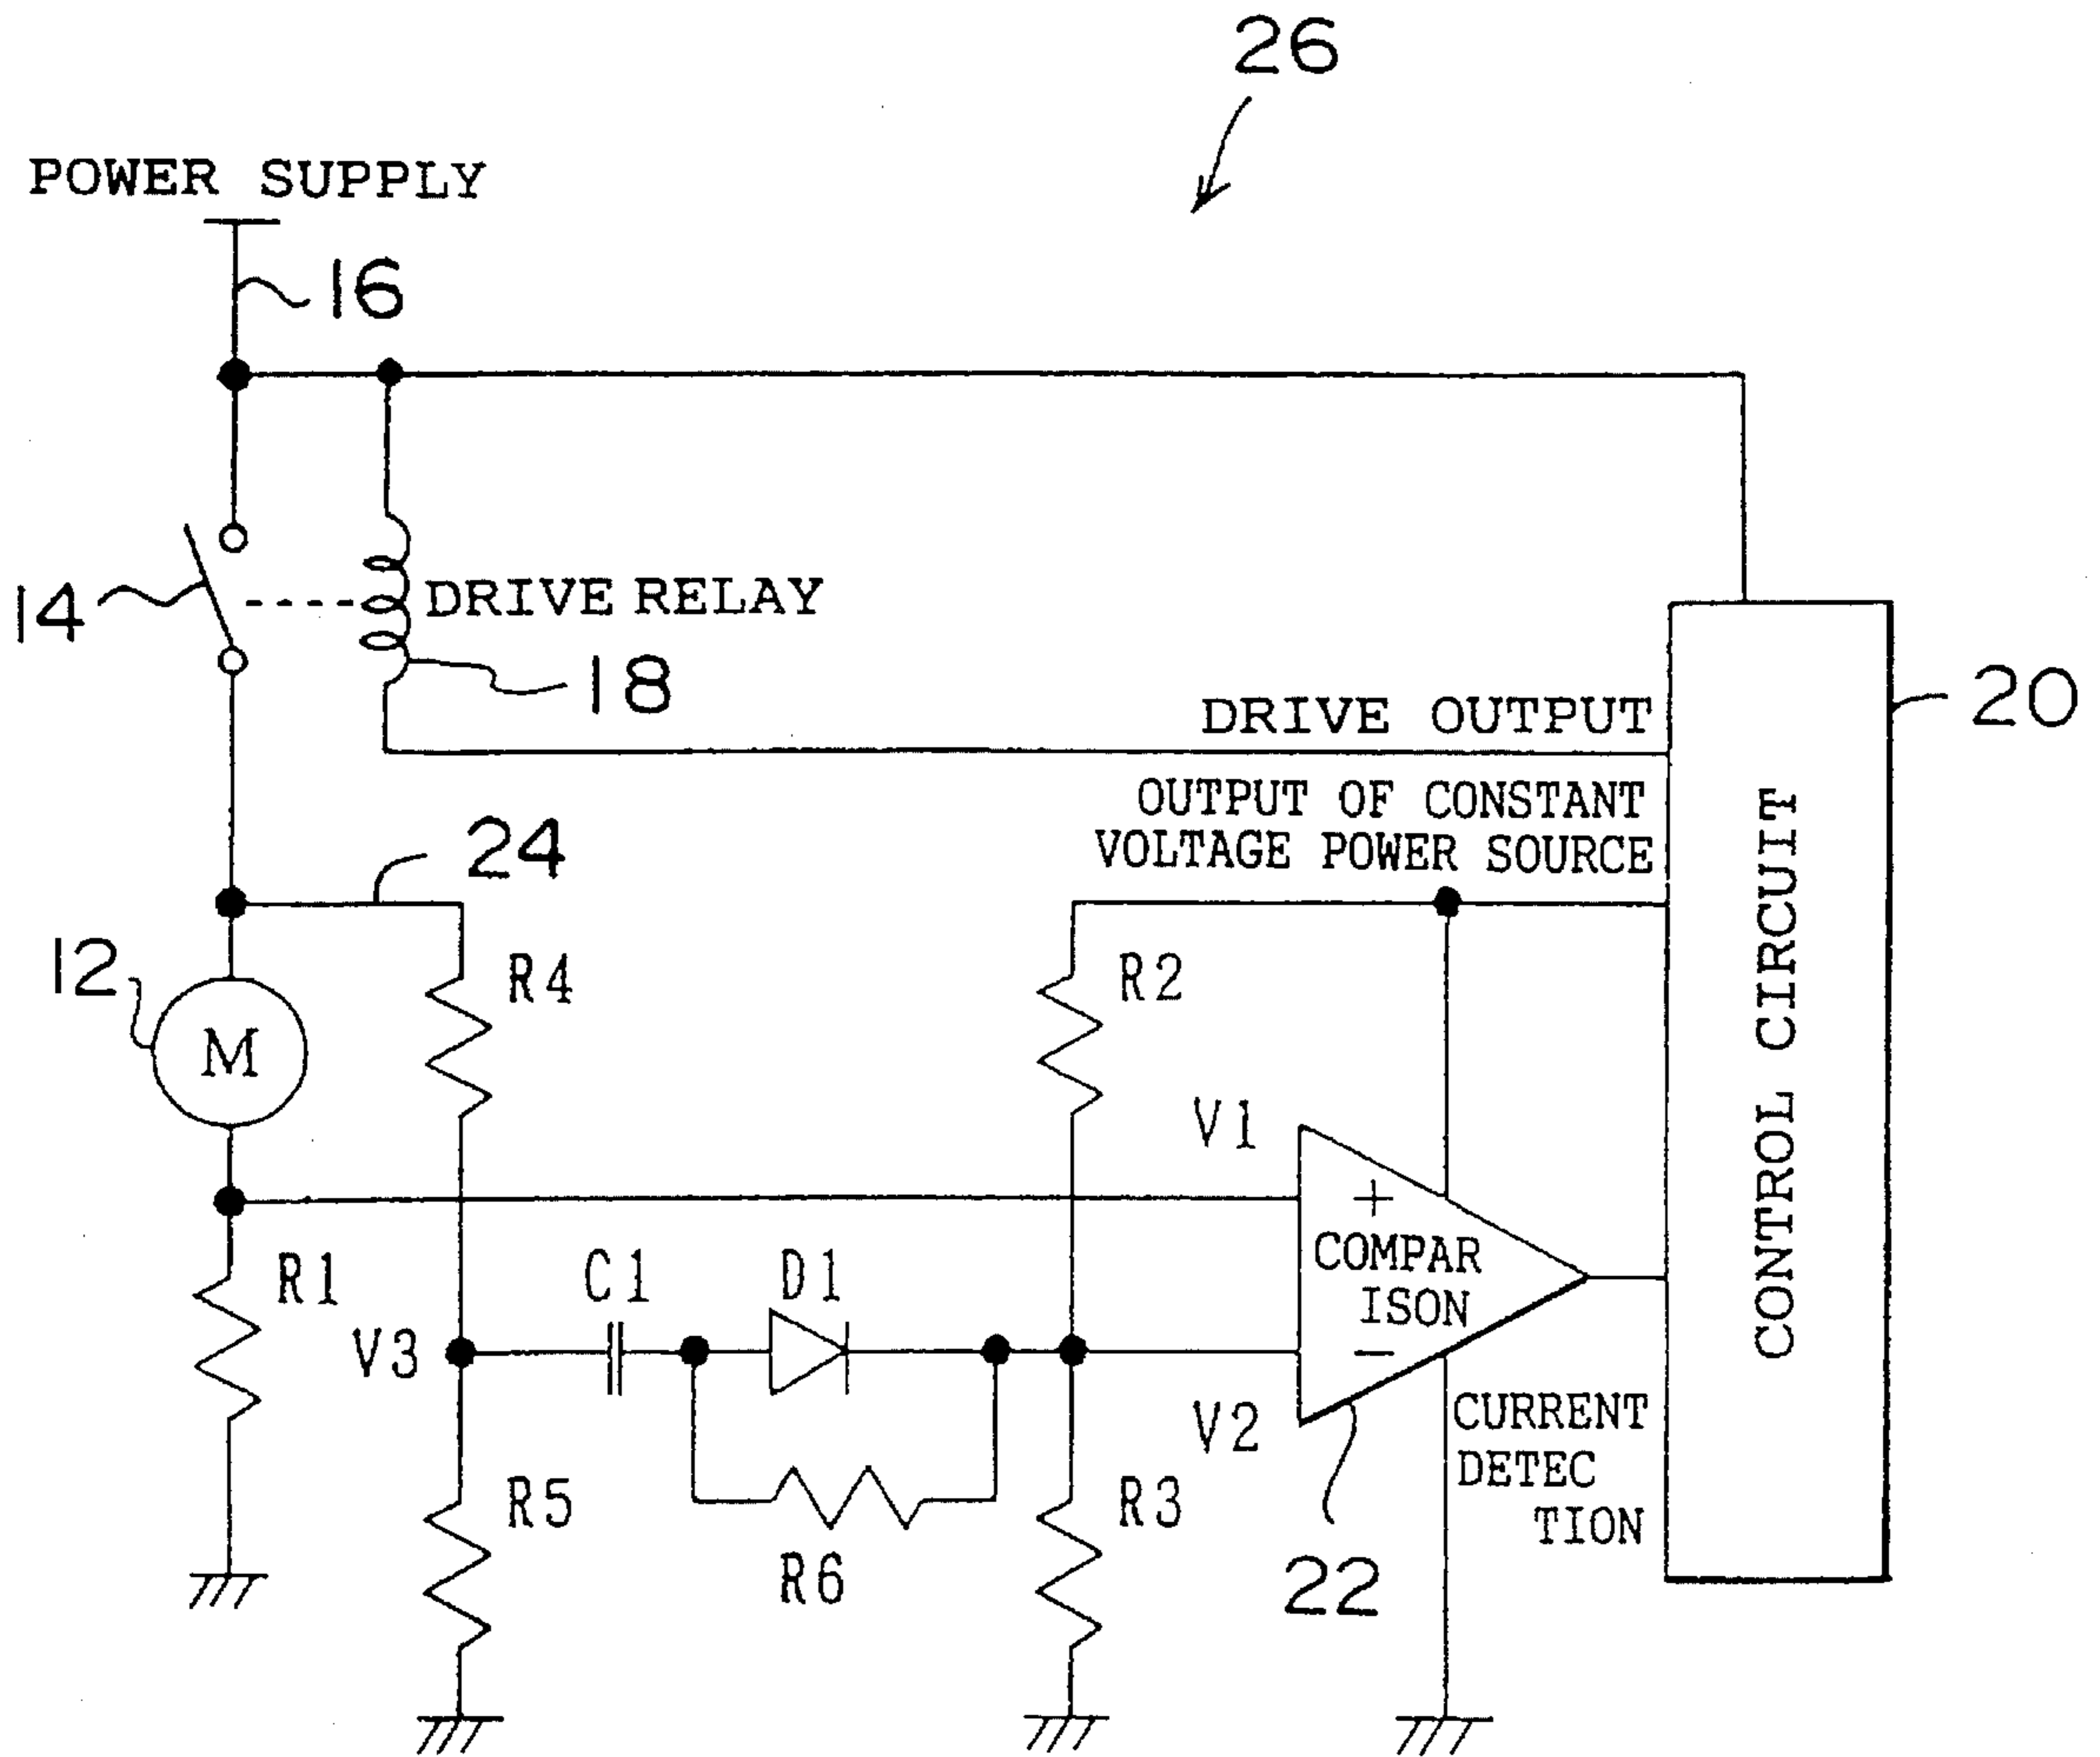 26
POWER SUPPLY
16
14
DRIVE RELAY
18
DRIVE OUTPUT
20
OUTPUT OF CONSTANT
VOLTAGE POWER SOURCE
24
12
M
R4
R2
CONTROL CIRCUIT
V1
+
COMPAR
ISON
−
R1
C1
D1
V3
V2
CURRENT
DETEC
TION
R5
R3
R6
22